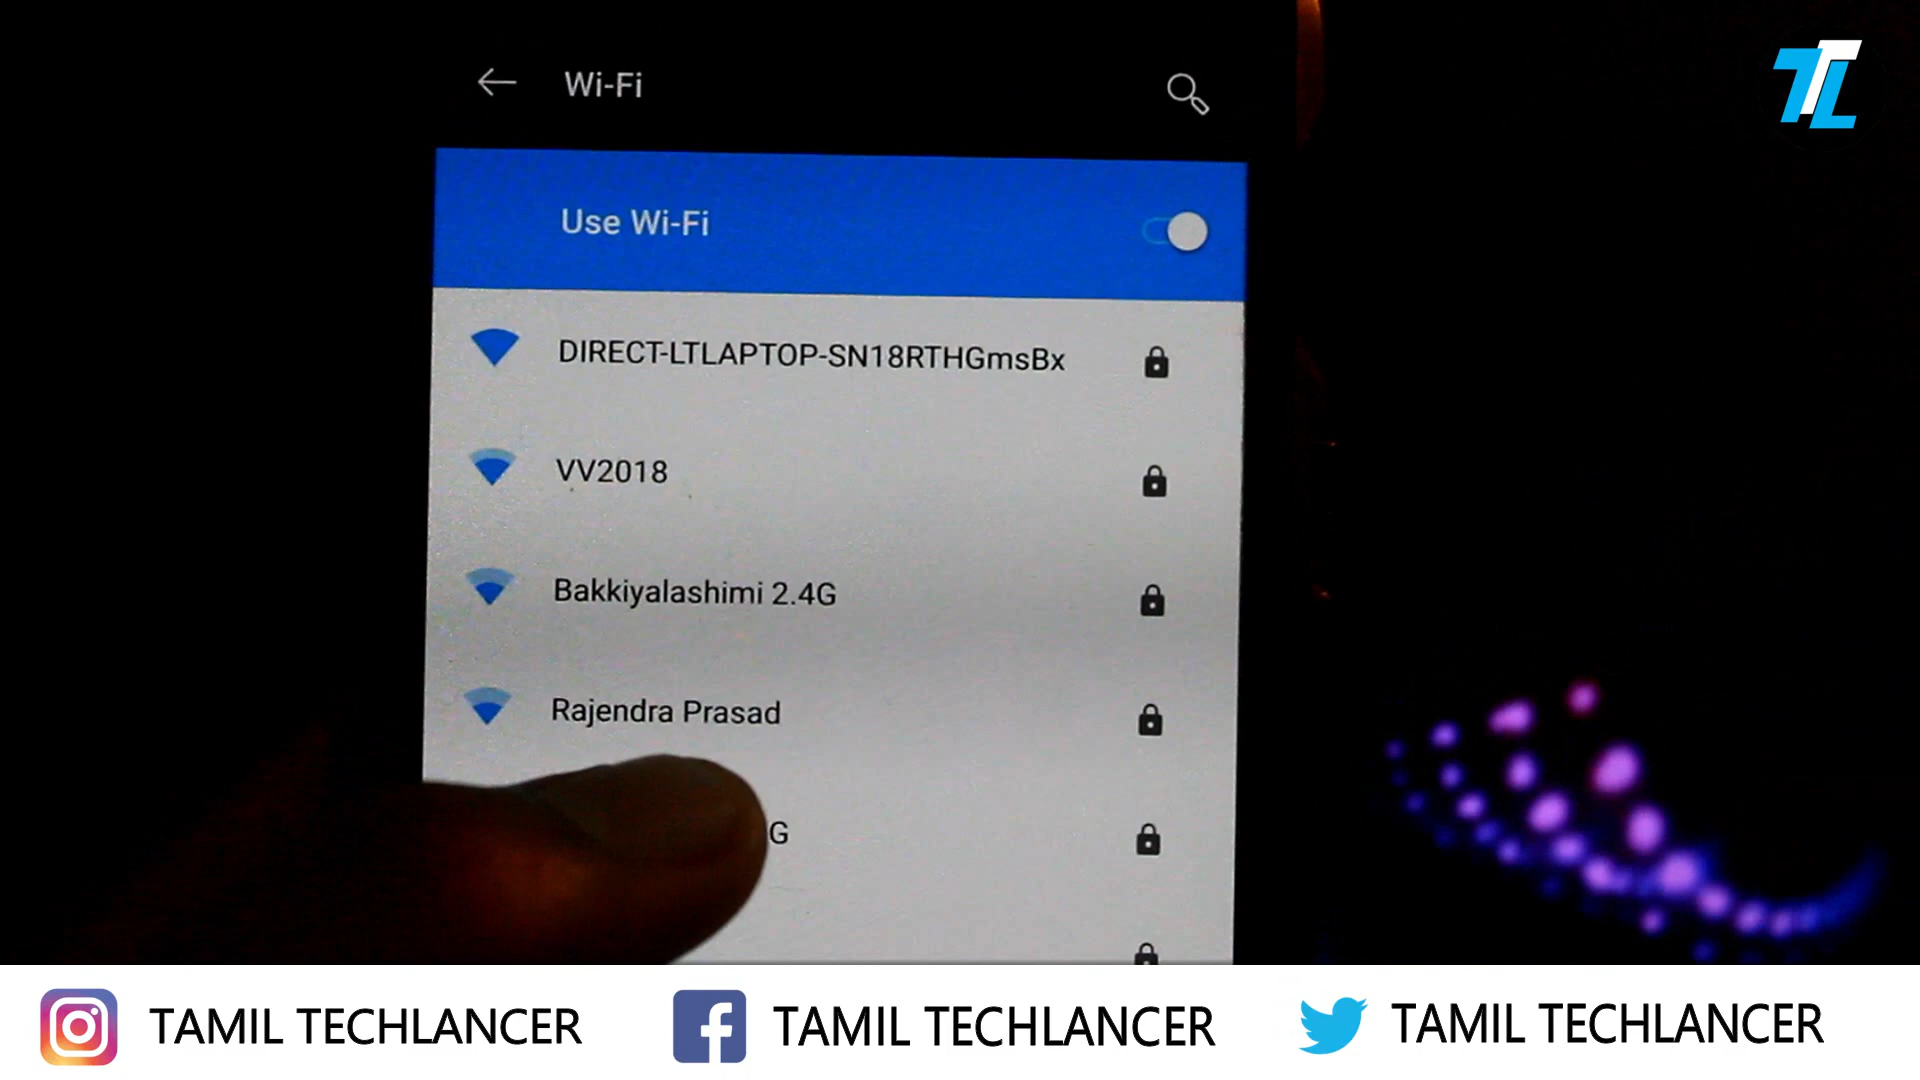 Wi-Fi
TTL
Use Wi-Fi
DIRECT-LTLAPTOP-SN18RTHGmsBx
VV2018
Bakkiyalashimi 2.4G
Rajendra Prasad
G
TAMIL TECHLANCER
TAMIL TECHLANCER
TAMIL TECHLANCER